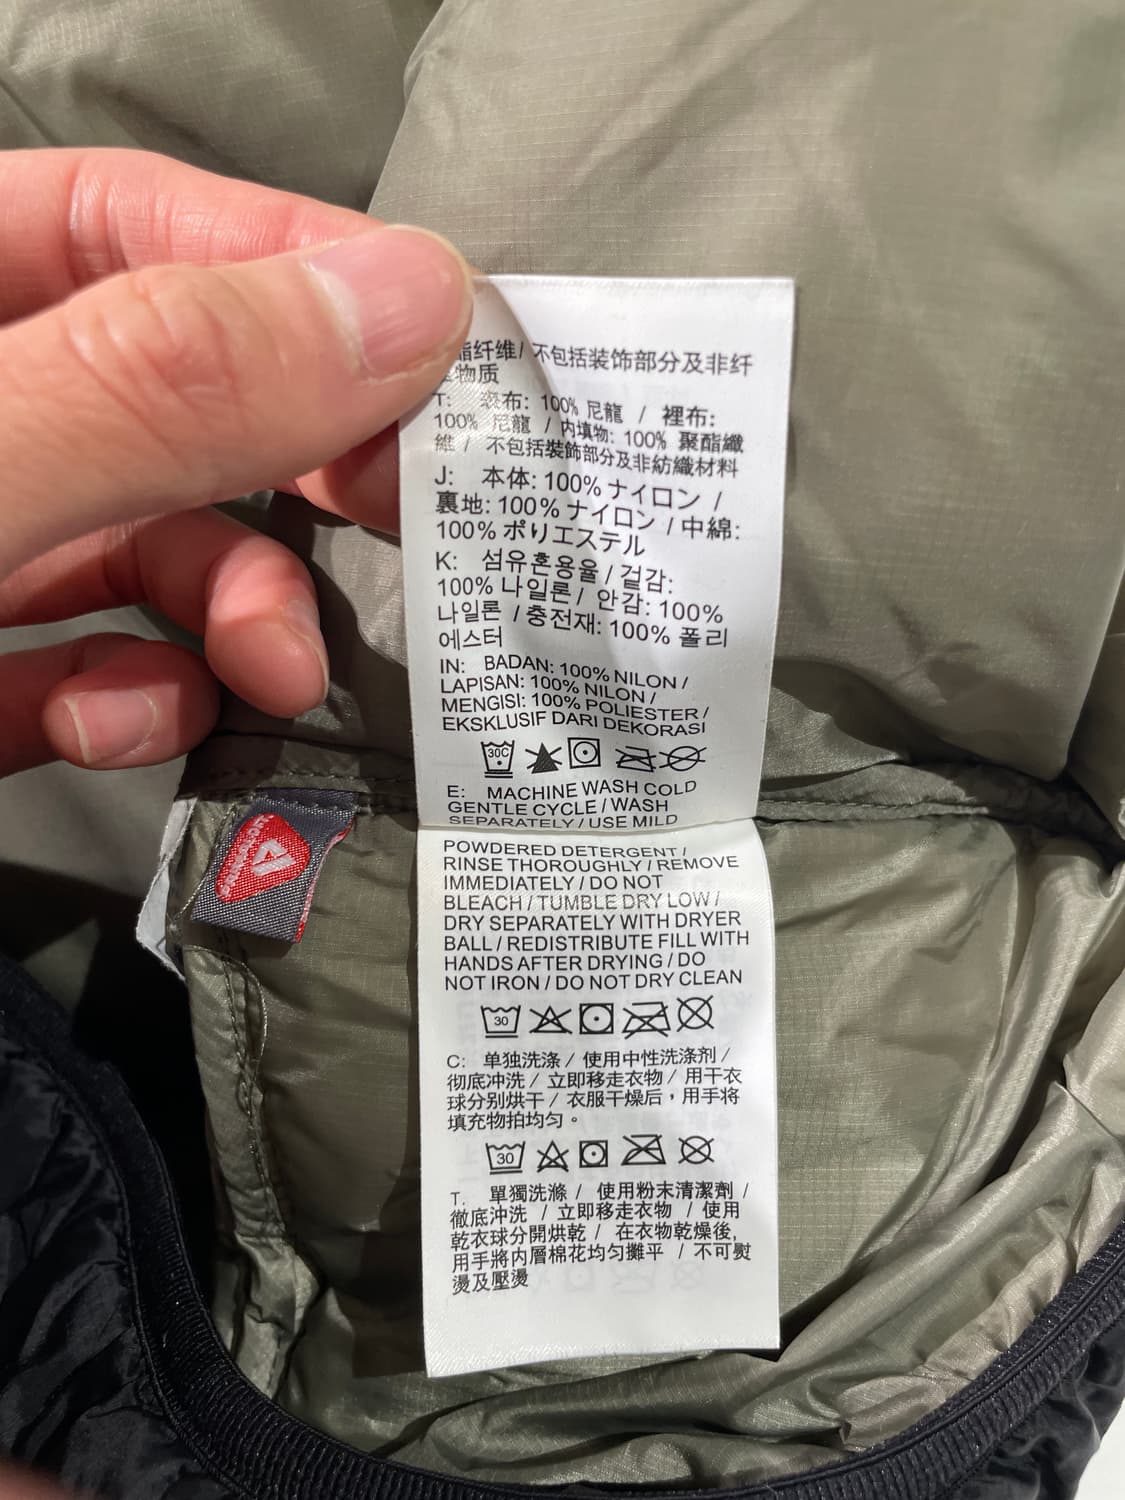 酯纤维/ 不包括装饰部分及非纤
物质
T: 表布: 100% 尼龍 / 裡布:
100% 尼龍 / 内填物: 100% 聚酯纖
維 / 不包括裝飾部分及非紡織材料
J: 本体: 100% ナイロン /
裏地: 100% ナイロン / 中綿:
100% ポリエステル
K: 섬유혼용율 / 겉감:
100% 나일론 / 안감: 100%
나일론 / 충전재: 100% 폴리
에스터
IN: BADAN: 100% NILON /
LAPISAN: 100% NILON /
MENGISI: 100% POLIESTER /
EKSKLUSIF DARI DEKORASI
30C
E: MACHINE WASH COLD
GENTLE CYCLE / WASH
SEPARATELY / USE MILD
POWDERED DETERGENT /
RINSE THOROUGHLY / REMOVE
IMMEDIATELY / DO NOT
BLEACH / TUMBLE DRY LOW /
DRY SEPARATELY WITH DRYER
BALL / REDISTRIBUTE FILL WITH
HANDS AFTER DRYING / DO
NOT IRON / DO NOT DRY CLEAN
30
C: 单独洗涤 / 使用中性洗涤剂 /
彻底冲洗 / 立即移走衣物 / 用干衣
球分别烘干 / 衣服干燥后，用手将
填充物拍均匀。
30
T. 單獨洗滌 / 使用粉末清潔劑 /
徹底沖洗 / 立即移走衣物 / 使用
乾衣球分開烘乾 / 在衣物乾燥後,
用手將内層棉花均匀攤平 / 不可熨
燙及壓燙